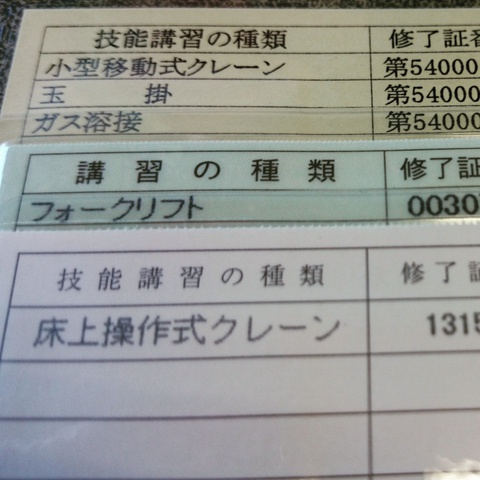 技能講習の種類 修了証番
小型移動式クレーン 第54000
玉 掛 第54000
ガス溶接 第54000
講習の種類 修了証
フォークリフト 0030
技能講習の種類 修了証
床上操作式クレーン 1315